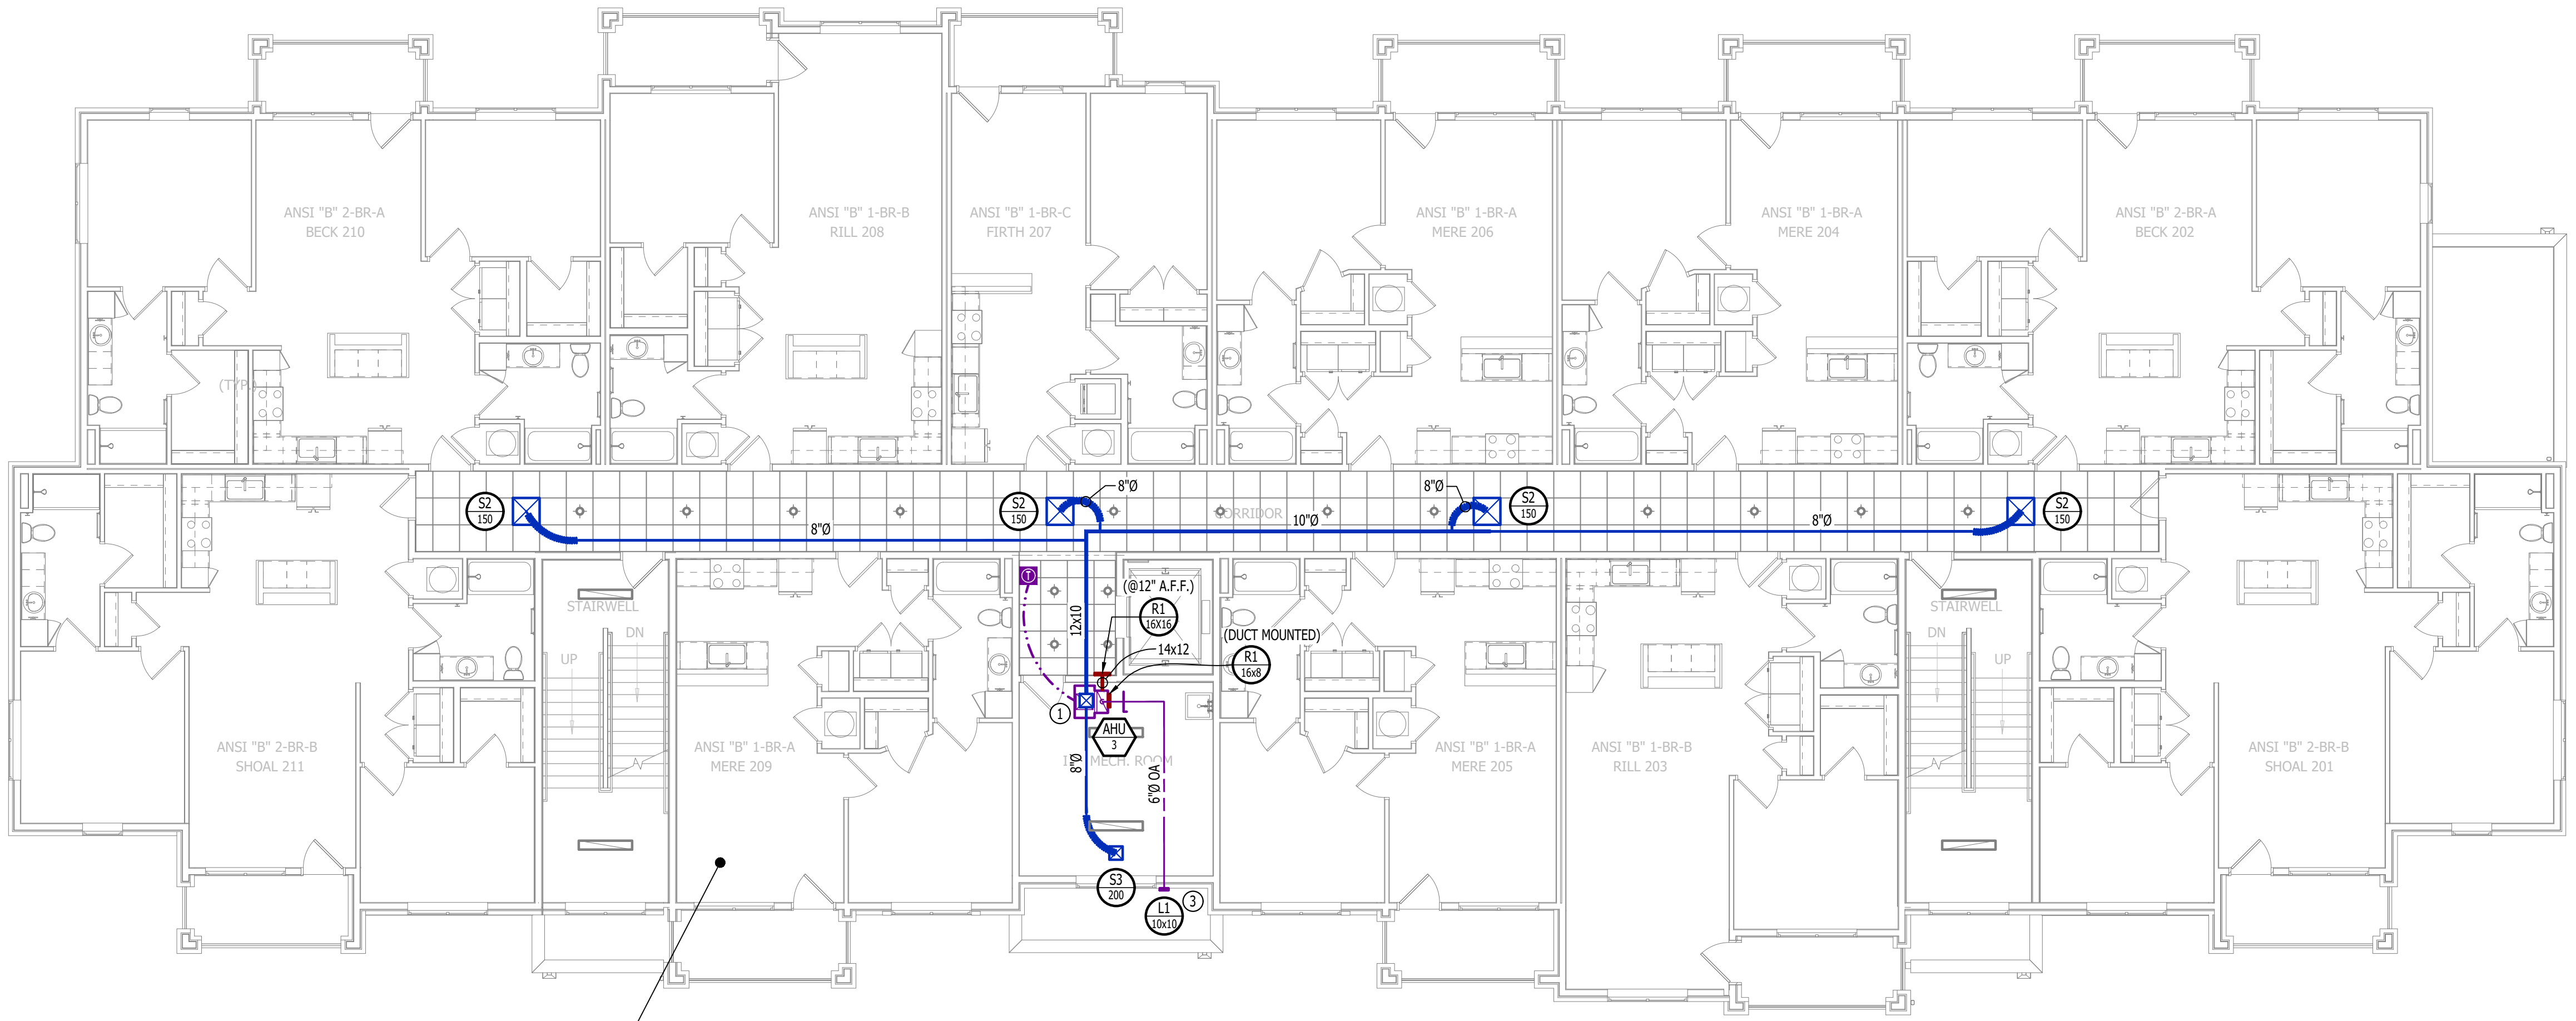 ANSI "B" 2-BR-A
BECK 210
ANSI "B" 1-BR-B
RILL 208
ANSI "B" 1-BR-C
FIRTH 207
ANSI "B" 1-BR-A
MERE 206
ANSI "B" 1-BR-A
MERE 204
ANSI "B" 2-BR-A
BECK 202
(TYP.)
S2
150
8"Ø
S2
150
8"Ø
8"Ø
S2
150
CORRIDOR
10"Ø
8"Ø
S2
150
T
(@12" A.F.F.)
R1
16X16
12x10
(DUCT MOUNTED)
14x12
R1
16x8
STAIRWELL
DN
UP
STAIRWELL
DN
UP
1
AHU
3
MECH. ROOM
8"Ø
6"Ø OA
ANSI "B" 2-BR-B
SHOAL 211
ANSI "B" 1-BR-A
MERE 209
ANSI "B" 1-BR-A
MERE 205
ANSI "B" 1-BR-B
RILL 203
ANSI "B" 2-BR-B
SHOAL 201
S3
200
L1
10x10
3